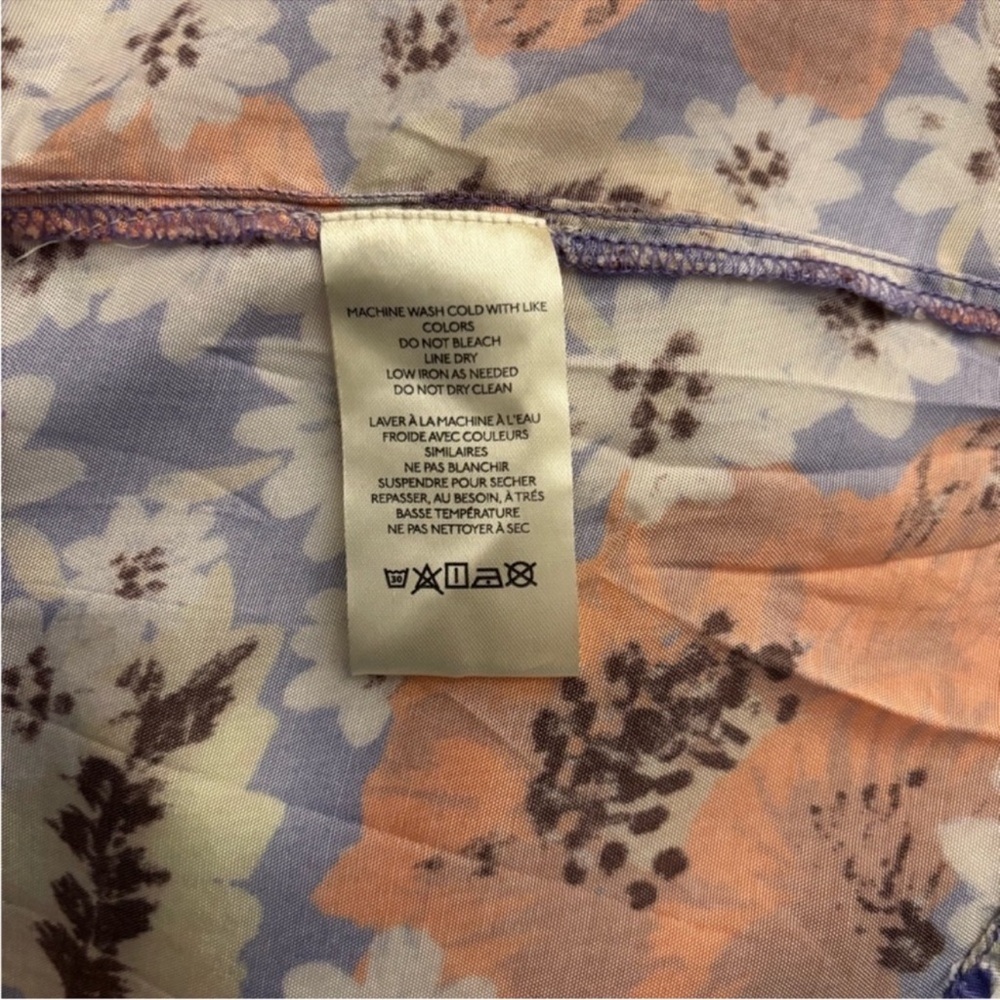 MACHINE WASH COLD WITH LIKE
COLORS
DO NOT BLEACH
LINE DRY
LOW IRON AS NEEDED
DO NOT DRY CLEAN
LAVER À LA MACHINE À L'EAU
FROIDE AVEC COULEURS
SIMILAIRES
NE PAS BLANCHIR
SUSPENDRE POUR SECHER
REPASSER, AU BESOIN, À TRÉS
BASSE TEMPÉRATURE
NE PAS NETTOYER À SEC
30